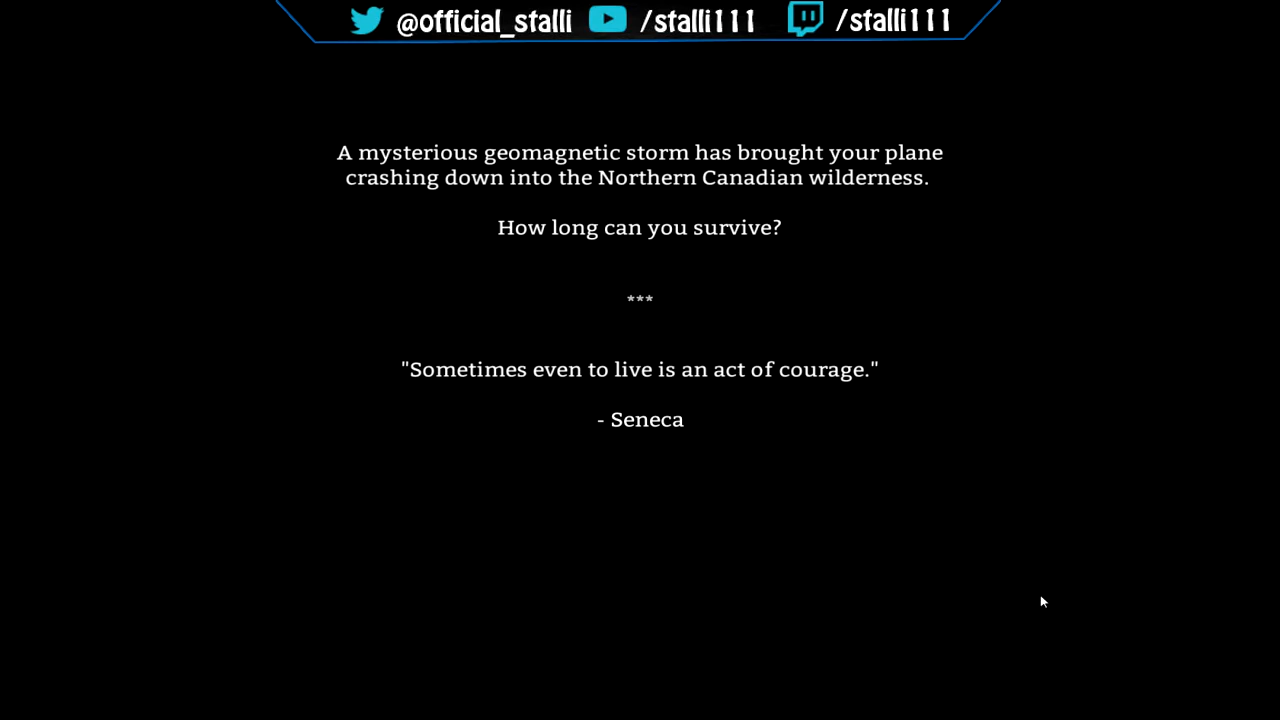 @official_stalli /stalli111 /stalli111
A mysterious geomagnetic storm has brought your plane
crashing down into the Northern Canadian wilderness.
How long can you survive?
***
"Sometimes even to live is an act of courage."
- Seneca